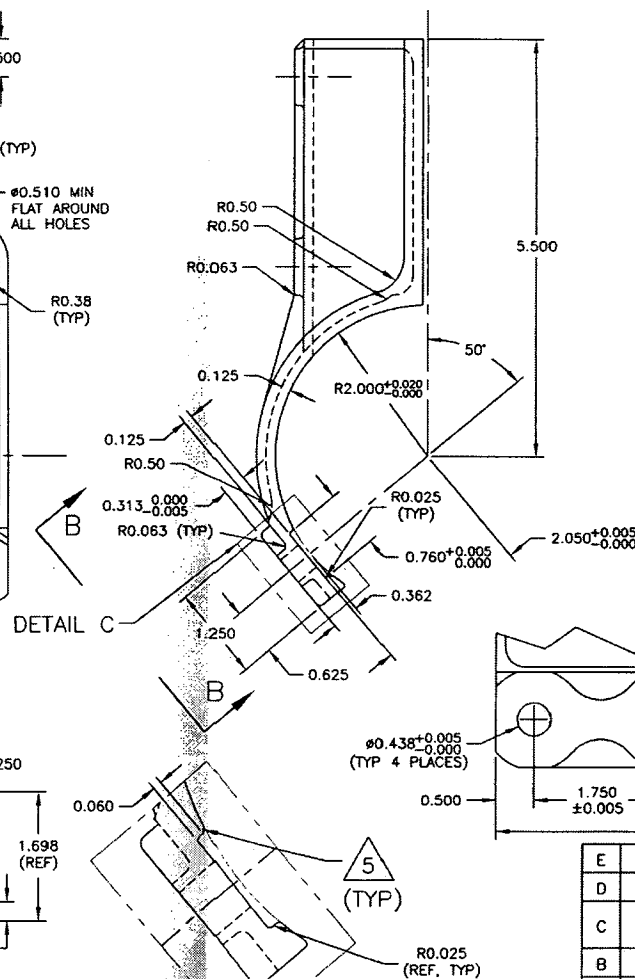 (TYP)
ø0.510 MIN
FLAT AROUND
ALL HOLES
R0.38
(TYP)
R0.50
R0.50
R0.063
5.500
50°
0.125
R2.000+0.020
-0.000
0.125
R0.50
0.313 0.000
-0.005
R0.063 (TYP)
R0.025
(TYP)
B
0.760+0.005
0.000
2.050+0.005
-0.000
0.362
DETAIL C
1.250
0.625
B
ø0.438+0.005
-0.000
(TYP 4 PLACES)
0.500
1.750
±0.005
0.060
1.698
(REF)
5
(TYP)
R0.025
(REF, TYP)
E
D
C
B